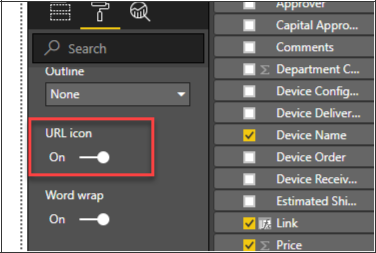 Search
Outline
None
URL icon
On
Word wrap
On
Approver
Capital Appro...
Comments
Department C...
Device Config...
Device Deliver...
Device Name
Device Order
Device Receiv...
Estimated Shi...
Link
Price